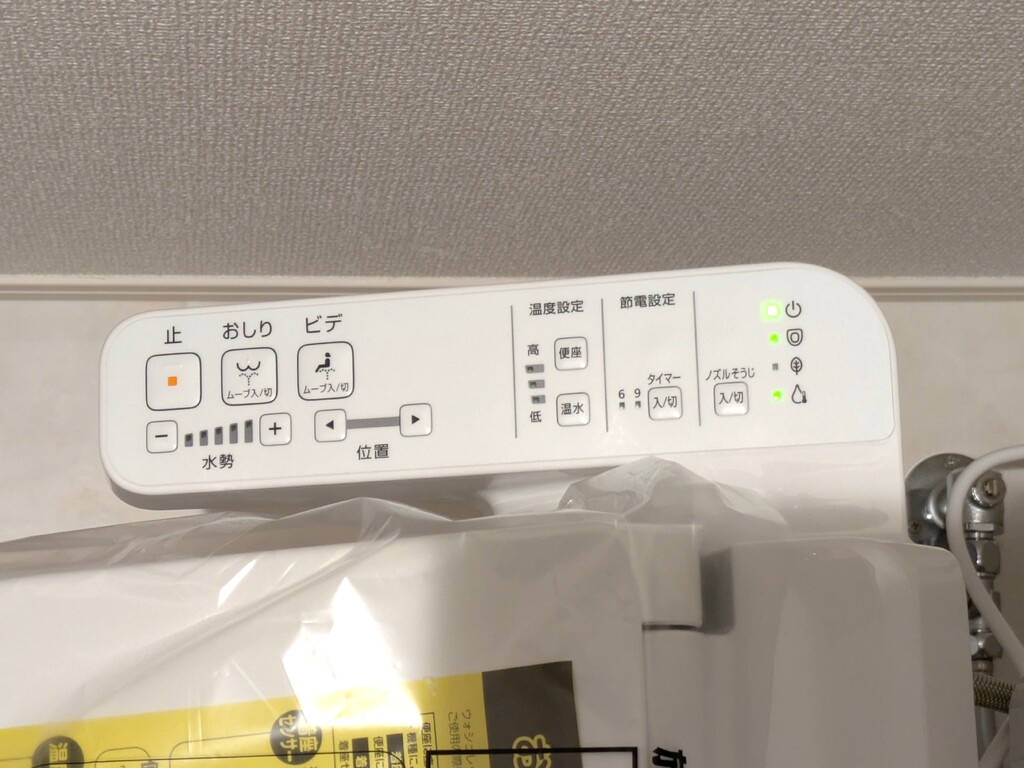 止
おしり
ムーブ入/切
ビデ
ムーブ入/切
－
+
水勢
位置
温度設定
高
低
便座
温水
節電設定
6 9
タイマー
入/切
ノズルそうじ
入/切